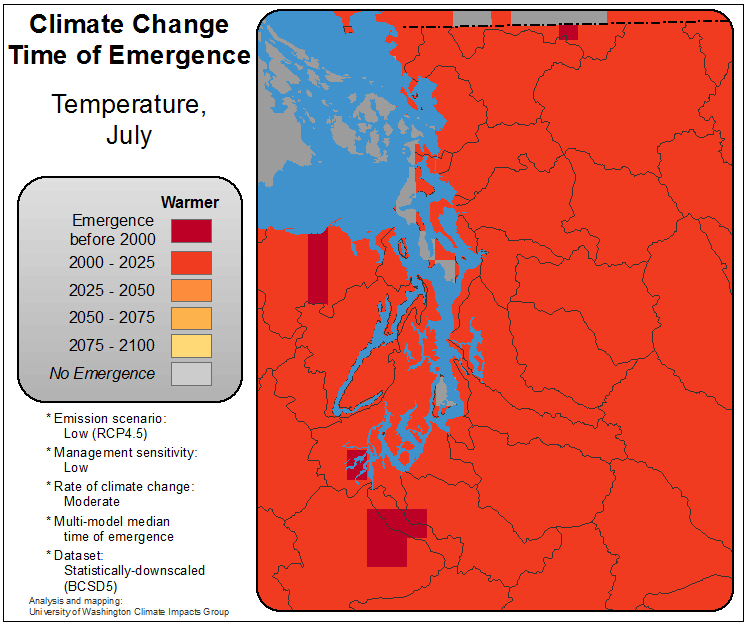 Climate Change
Time of Emergence
Temperature,
July
Warmer
Emergence
before 2000
2000 - 2025
2025 - 2050
2050 - 2075
2075 - 2100
No Emergence
* Emission scenario:
Low (RCP4.5)
* Management sensitivity:
Low
* Rate of climate change:
Moderate
* Multi-model median
time of emergence
* Dataset:
Statistically-downscaled
(BCSD5)
Analysis and mapping:
University of Washington Climate Impacts Group